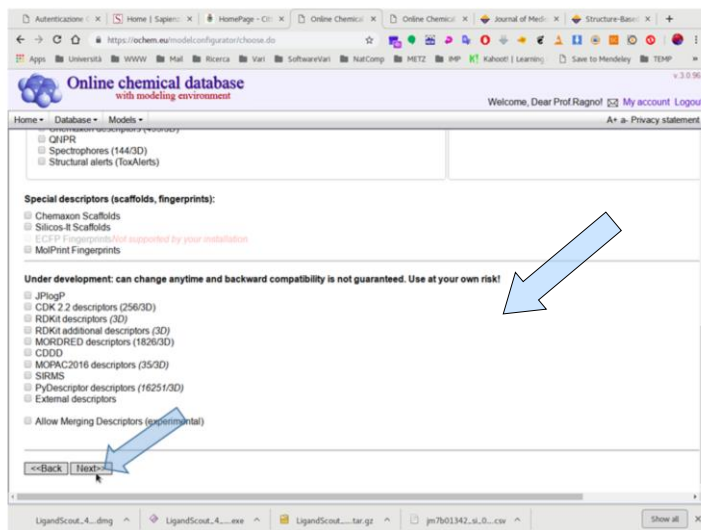 Autenticazione
Home | Sapienz
HomePage - CI
Online Chemical
Online Chemical
Journal of Medi
Structure-Base
https://ochem.eu/modelconfigurator/choose.do
Apps Università WWW Mail Ricerca Vari SoftwareVari NatComp METZ IMP Kahoot! | Learning Save to Mendeley TEMP »
v.3.0.96
Online chemical database
with modeling environment
Welcome, Dear Prof.Ragno! My account Logou
Home Database Models A+ a- Privacy statement
QNPR
Spectrophores (144/3D)
Structural alerts (ToxAlerts)
Special descriptors (scaffolds, fingerprints):
Chemaxon Scaffolds
Silicos-It Scaffolds
ECFP Fingerprints Not supported by your installation
MolPrint Fingerprints
Under development: can change anytime and backward compatibility is not guaranteed. Use at your own risk!
JPlogP
CDK 2.2 descriptors (256/3D)
RDKit descriptors (3D)
RDKit additional descriptors (3D)
MORDRED descriptors (1826/3D)
CDDD
MOPAC2016 descriptors (35/3D)
SIRMS
PyDescriptor descriptors (16251/3D)
External descriptors
Allow Merging Descriptors (experimental)
<<Back Next>>
LigandScout_4....dmg LigandScout_4.....exe LigandScout_....tar.gz jm7b01342_si_0....csv Show all